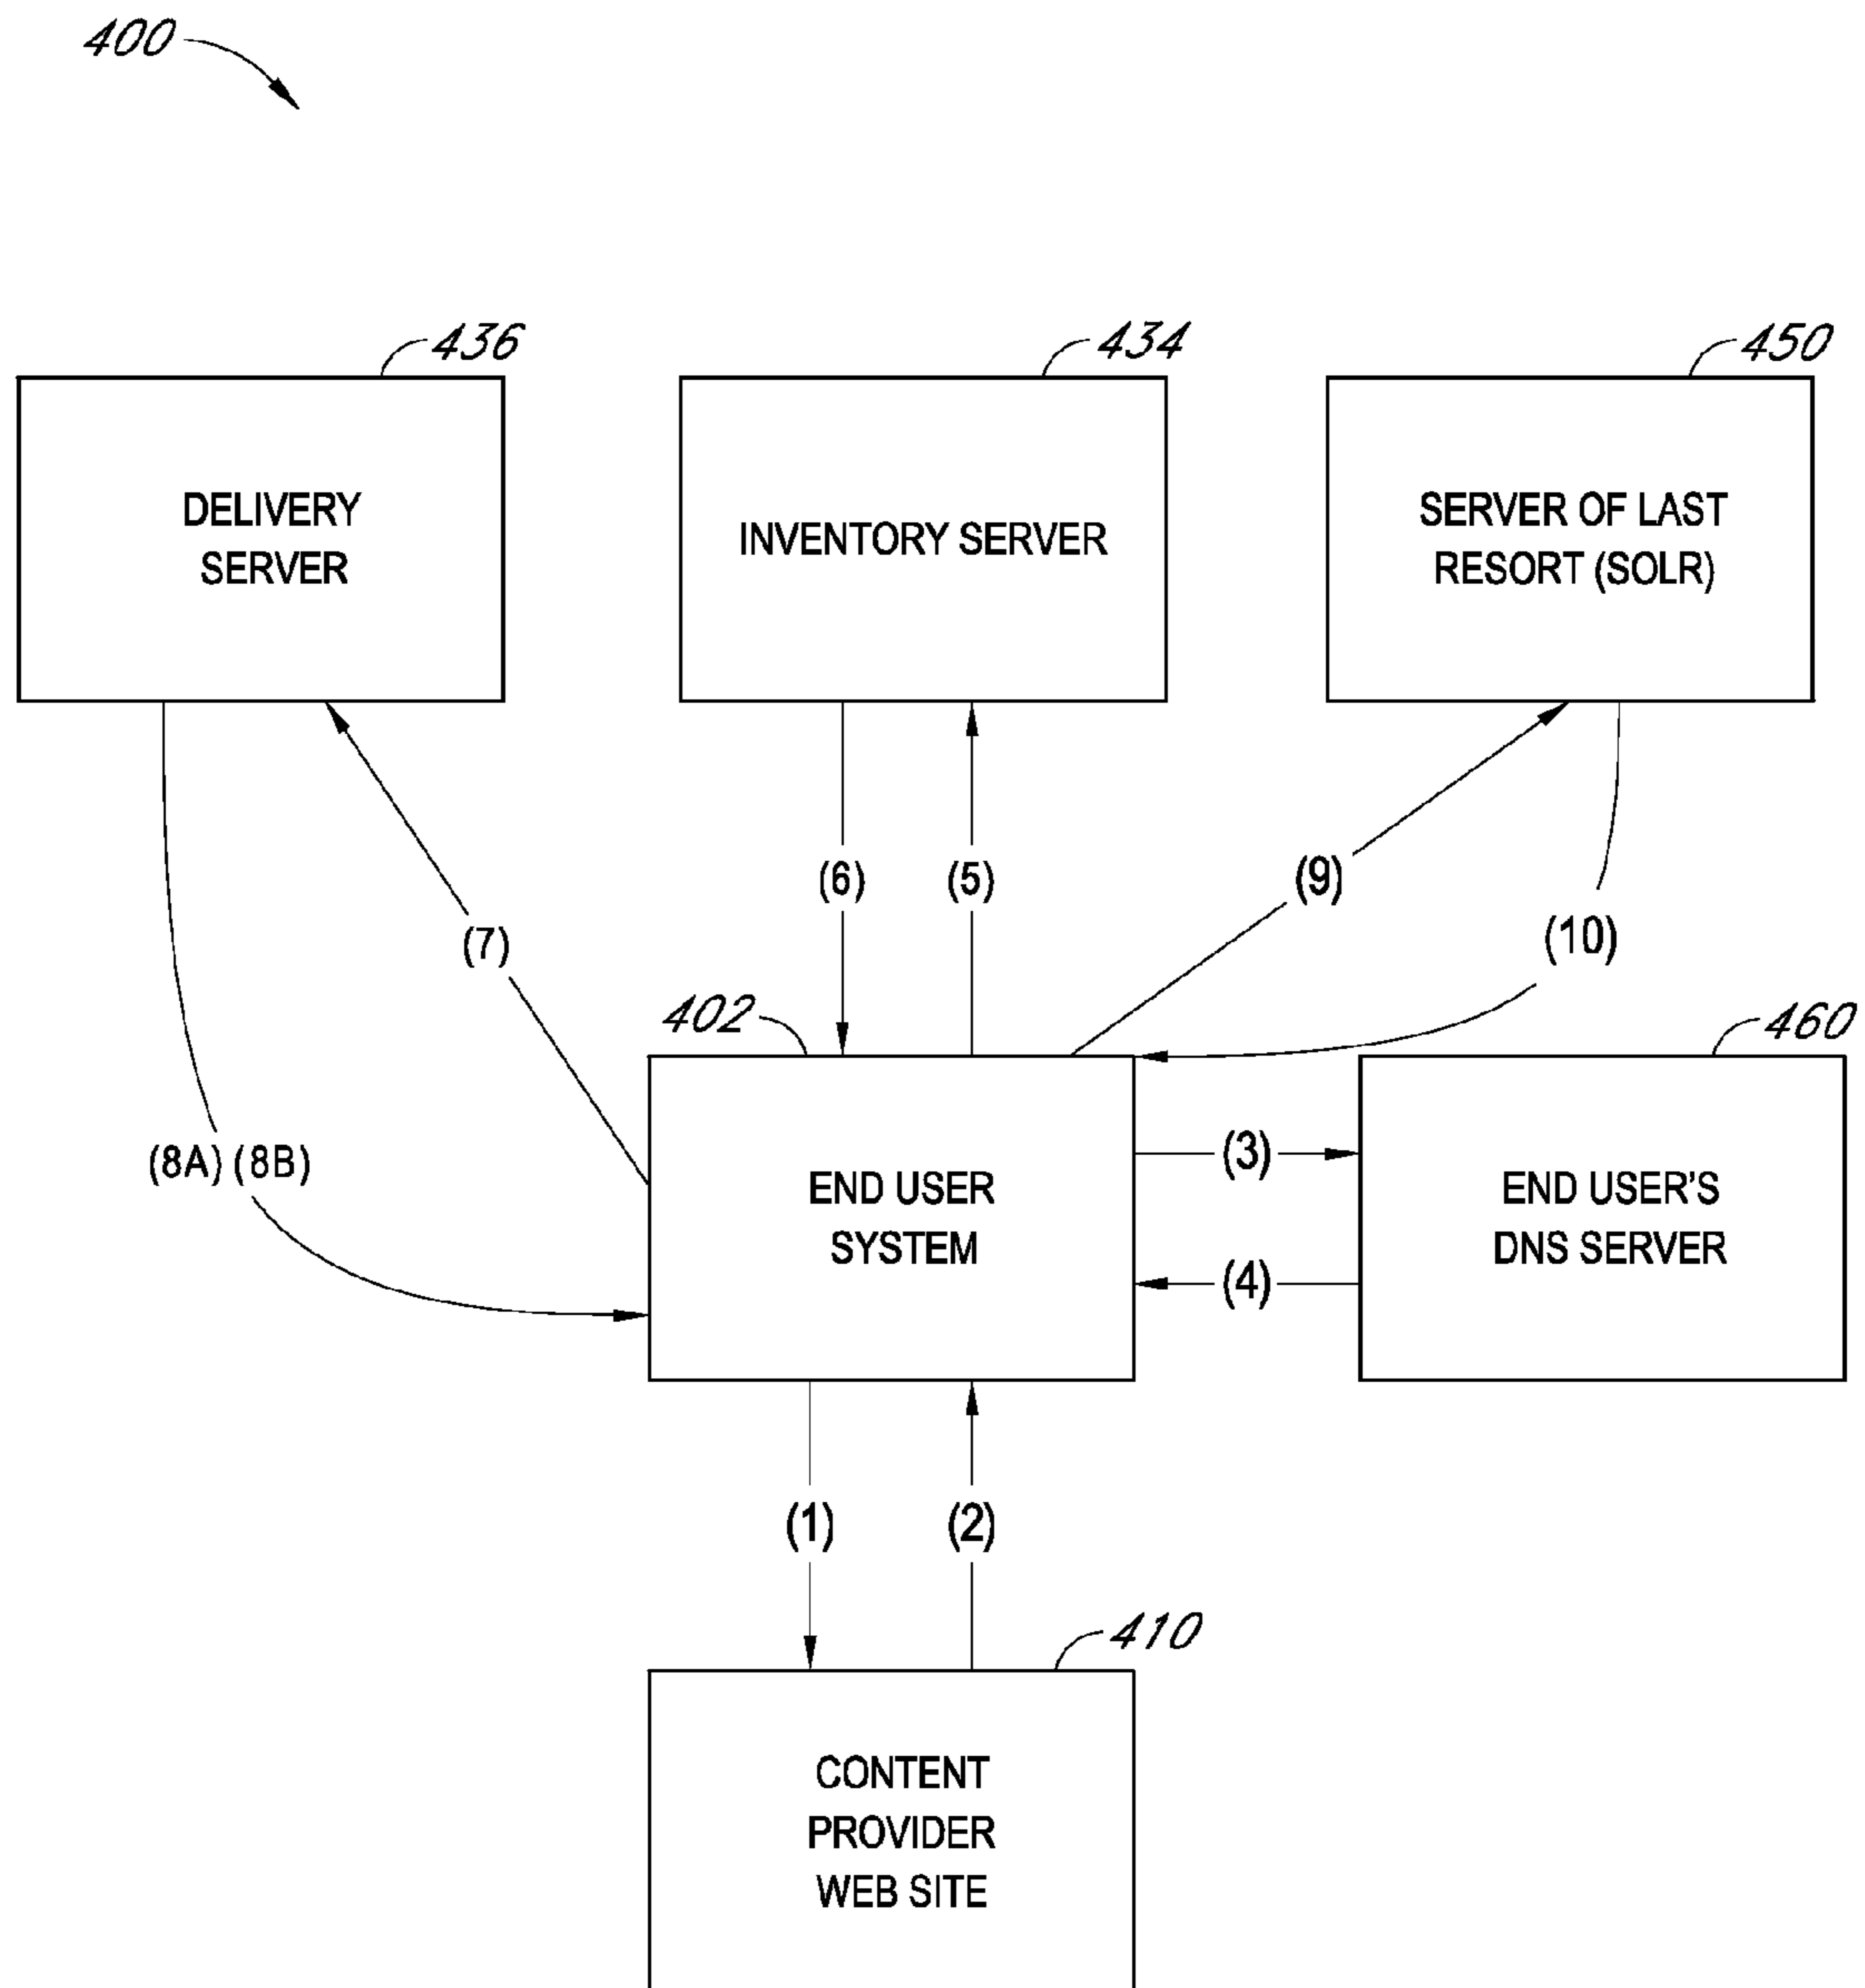 400
436
434
450
DELIVERY
SERVER
INVENTORY SERVER
SERVER OF LAST
RESORT (SOLR)
(6)
(5)
(9)
(7)
(10)
402
460
(8A) (8B)
(3)
END USER
SYSTEM
END USER'S
DNS SERVER
(4)
(1)
(2)
410
CONTENT
PROVIDER
WEB SITE